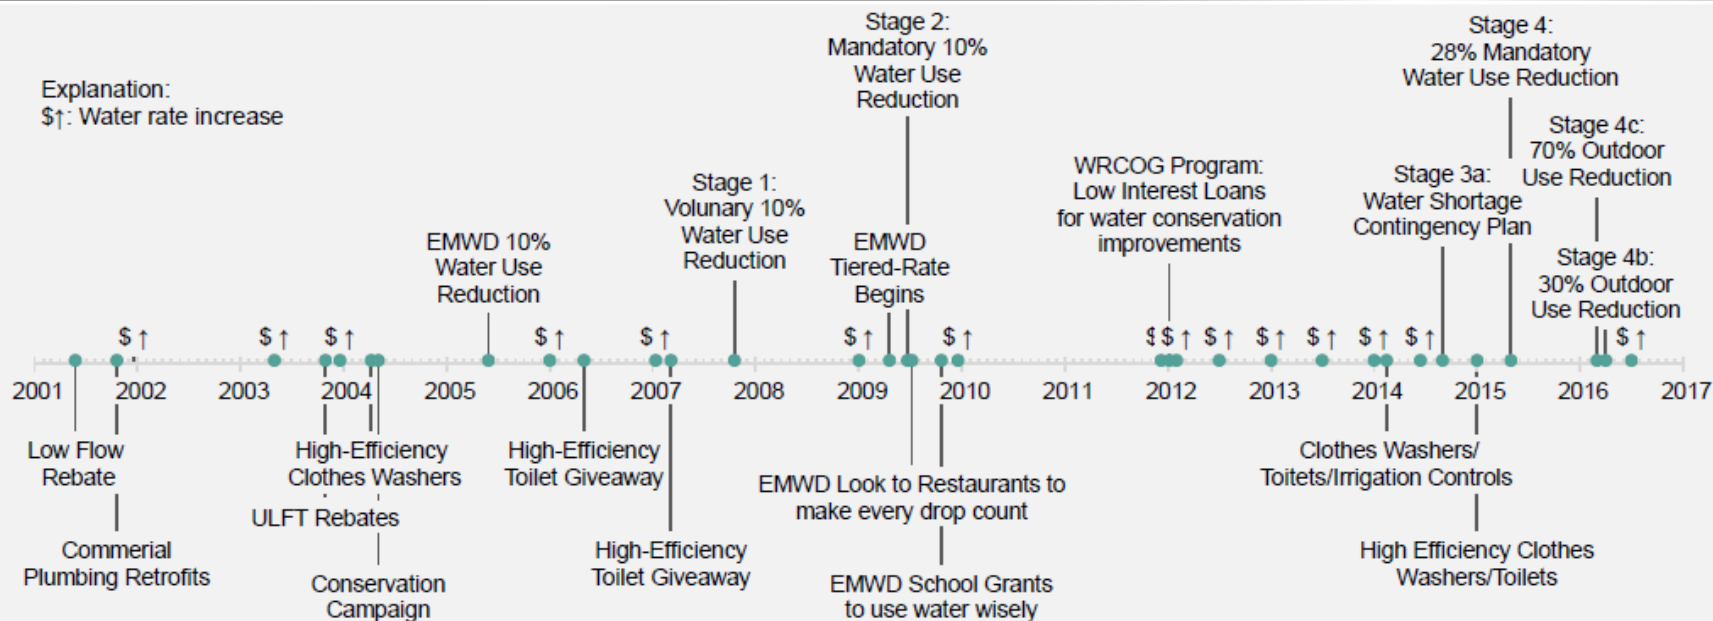 Explanation:
$↑: Water rate increase
Stage 2:
Mandatory 10%
Water Use
Reduction
Stage 4:
28% Mandatory
Water Use Reduction
Stage 4c:
70% Outdoor
Use Reduction
WRCOG Program:
Low Interest Loans
for water conservation
improvements
Stage 3a:
Water Shortage
Contingency Plan
Stage 1:
Volunary 10%
Water Use
Reduction
EMWD 10%
Water Use
Reduction
EMWD
Tiered-Rate
Begins
Stage 4b:
30% Outdoor
Use Reduction
$ ↑ $ ↑ $ ↑ $ ↑ $ ↑ $ ↑ $ ↑ $ $ ↑ $ ↑ $ ↑ $ ↑ $ ↑ $ ↑ $ ↑
2001 2002 2003 2004 2005 2006 2007 2008 2009 2010 2011 2012 2013 2014 2015 2016 2017
Low Flow
Rebate
High-Efficiency
Clothes Washers
High-Efficiency
Toilet Giveaway
Clothes Washers/
Toitets/Irrigation Controls
EMWD Look to Restaurants to
make every drop count
ULFT Rebates
Commerial
Plumbing Retrofits
High-Efficiency
Toilet Giveaway
High Efficiency Clothes
Washers/Toilets
Conservation
Campaign
EMWD School Grants
to use water wisely